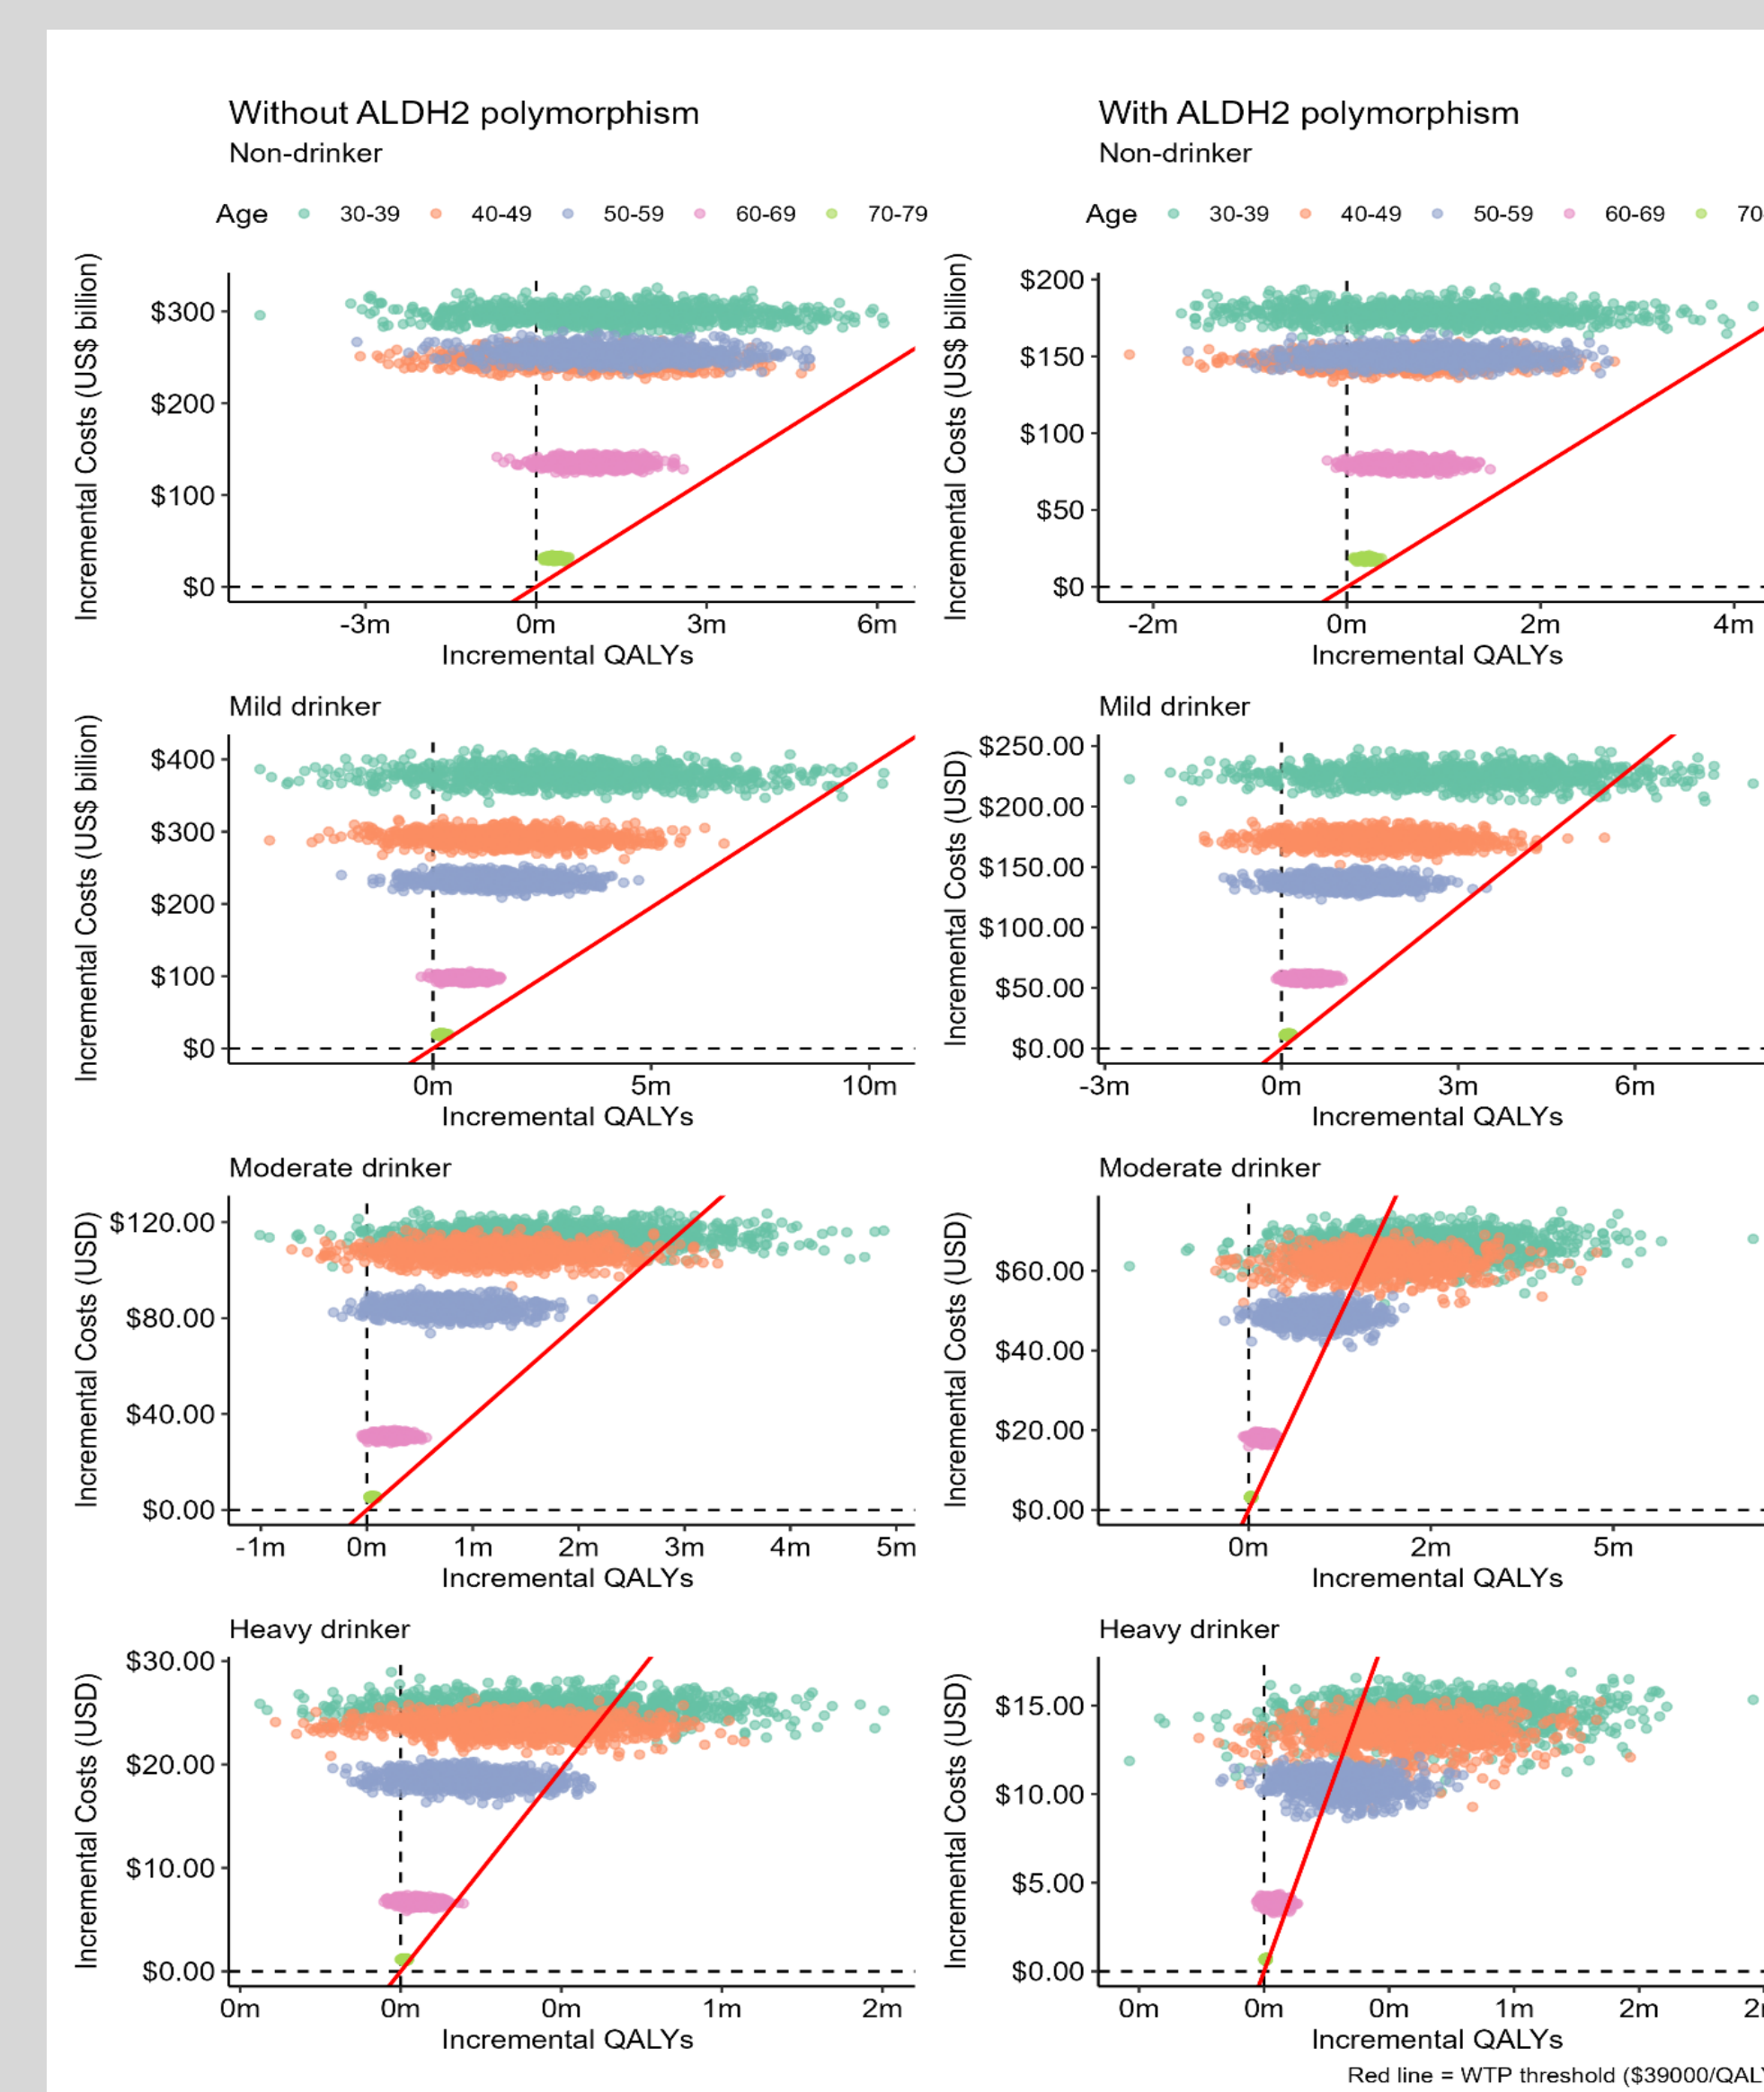 Without ALDH2 polymorphism
Non-drinker
Age 30-39 40-49 50-59 60-69 70-79
Incremental Costs (US$ billion)
$300
$200
$100
$0
-3m 0m 3m 6m
Incremental QALYs
With ALDH2 polymorphism
Non-drinker
Age 30-39 40-49 50-59 60-69 70
Incremental Costs (US$ billion)
$200
$150
$100
$50
$0
-2m 0m 2m 4m
Incremental QALYs
Mild drinker
Incremental Costs (US$ billion)
$400
$300
$200
$100
$0
0m 5m 10m
Incremental QALYs
Mild drinker
Incremental Costs (USD)
$250.00
$200.00
$150.00
$100.00
$50.00
$0.00
-3m 0m 3m 6m
Incremental QALYs
Moderate drinker
Incremental Costs (USD)
$120.00
$80.00
$40.00
$0.00
-1m 0m 1m 2m 3m 4m 5m
Incremental QALYs
Moderate drinker
Incremental Costs (USD)
$60.00
$40.00
$20.00
$0.00
0m 2m 5m
Incremental QALYs
Heavy drinker
Incremental Costs (USD)
$30.00
$20.00
$10.00
$0.00
0m 0m 0m 1m 2m
Incremental QALYs
Heavy drinker
Incremental Costs (USD)
$15.00
$10.00
$5.00
$0.00
0m 0m 0m 1m 2m
Incremental QALYs
Red line = WTP threshold ($39000/QAL